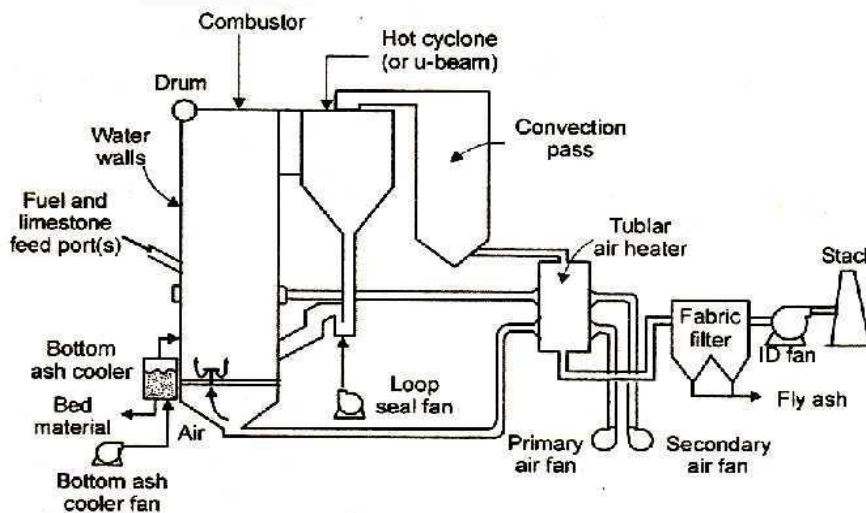 Combustor
Hot cyclone
(or u-beam)
Drum
Convection
pass
Water
walls
Fuel and
limestone
feed port(s)
Tublar
air heater
Stack
Fabric
filter
ID fan
Bottom
ash cooler
Loop
seal fan
Fly ash
Bed
material
Air
Primary
air fan
Secondary
air fan
Bottom ash
cooler fan